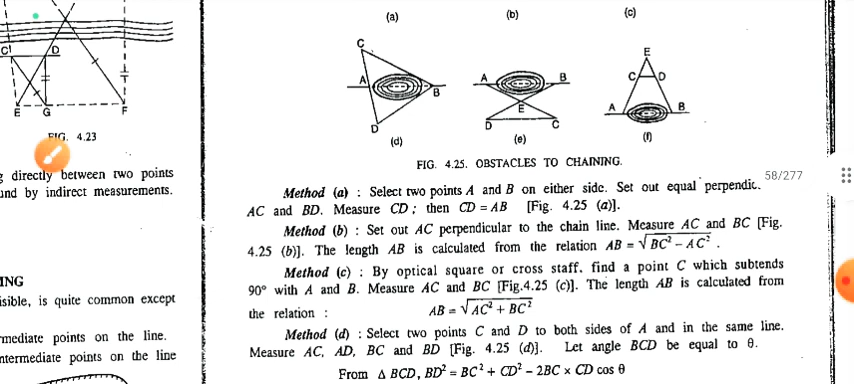 (a) (b) (c)
C' D
E G F
FIG. 4.23
g directly between two points
und by indirect measurements.
ING
isible, is quite common except
rmediate points on the line.
ntermediate points on the line
C
A B
D
(d)
A B
E
D C
(e)
E
C D
A B
(f)
FIG. 4.25. OBSTACLES TO CHAINING.
58/277
Method (a) : Select two points A and B on either side. Set out equal perpendic.
AC and BD. Measure CD ; then CD = AB [Fig. 4.25 (a)].
Method (b) : Set out AC perpendicular to the chain line. Measure AC and BC [Fig.
4.25 (b)]. The length AB is calculated from the relation AB = √BC² – AC² .
Method (c) : By optical square or cross staff, find a point C which subtends
90° with A and B. Measure AC and BC [Fig.4.25 (c)]. The length AB is calculated from
the relation : AB = √AC² + BC²
Method (d) : Select two points C and D to both sides of A and in the same line.
Measure AC, AD, BC and BD [Fig. 4.25 (d)]. Let angle BCD be equal to θ.
From Δ BCD, BD² = BC² + CD² – 2BC × CD cos θ